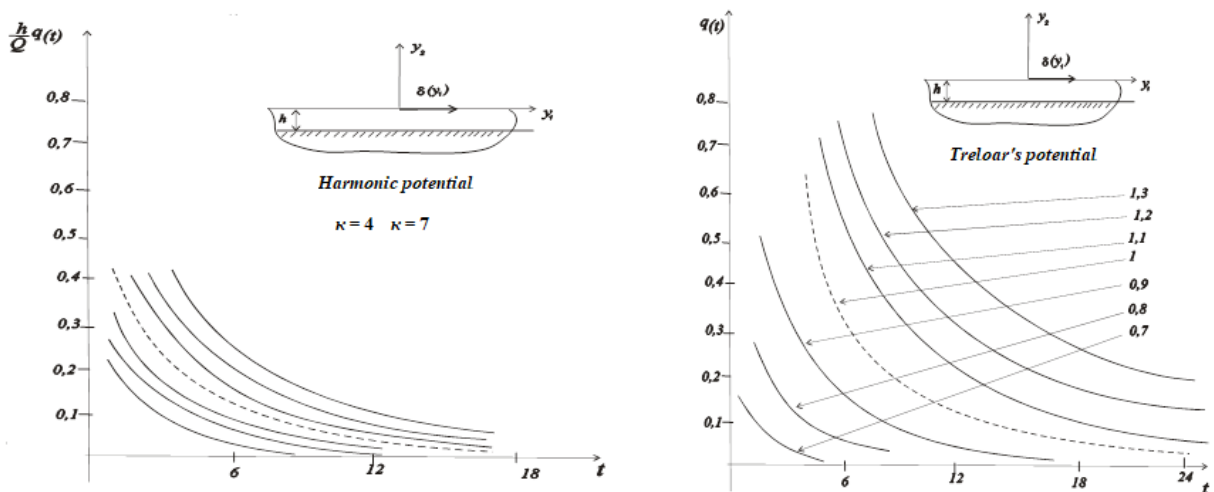 h/Q q(t)
y₂
δ(y₁)
0,8
h
y₁
0,7
Harmonic potential
0,6
κ = 4 κ = 7
0,5
0,4
0,3
0,2
0,1
6
12
18
t
q(t)
y₂
δ(y₁)
h
y₁
0,8
Treloar's potential
0,7
0,6
1,3
1,2
0,5
1,1
1
0,4
0,9
0,3
0,8
0,7
0,2
0,1
6
12
18
24
t